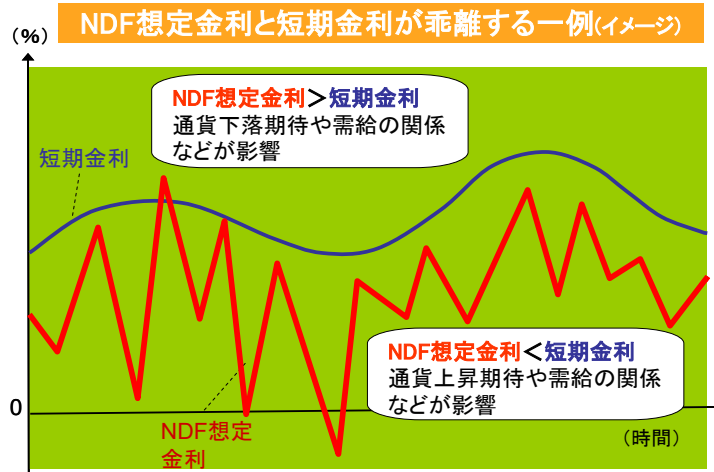 NDF想定金利と短期金利が乖離する一例(イメージ)
(%)
NDF想定金利＞短期金利
通貨下落期待や需給の関係
などが影響
短期金利
NDF想定金利＜短期金利
通貨上昇期待や需給の関係
などが影響
0
NDF想定
金利
(時間)